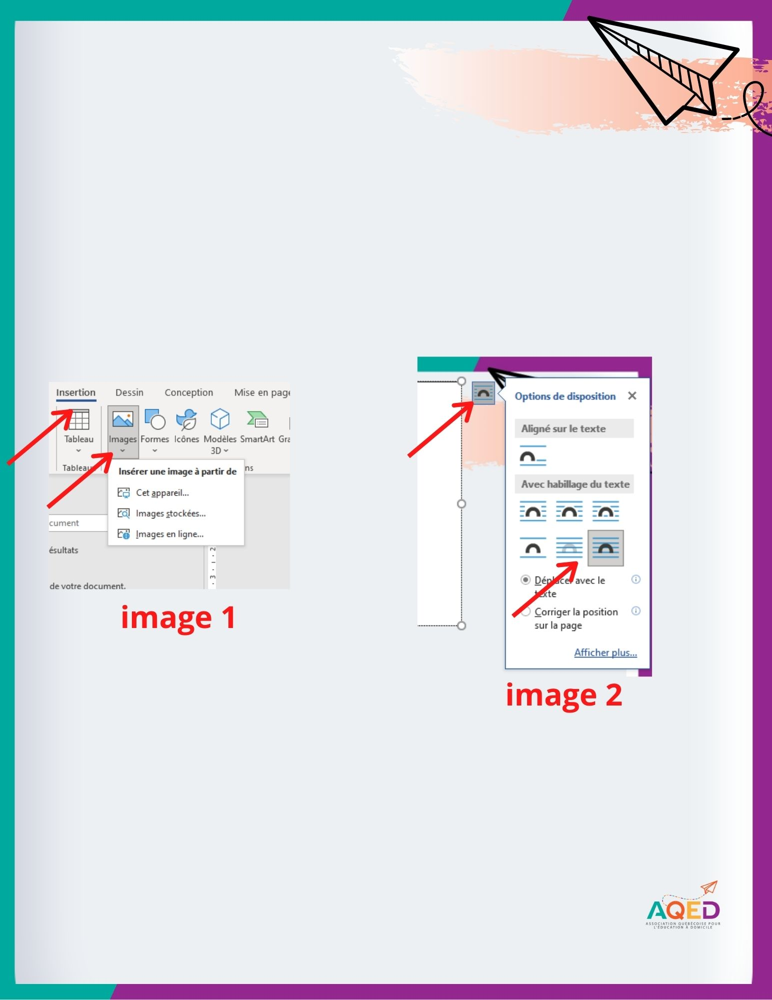 Insertion Dessin Conception Mise en page
Tableau Images Formes Icônes Modèles SmartArt Gra
3D
Tableau
ns
Insérer une image à partir de
Cet appareil...
Images stockées...
Images en ligne...
cument
ésultats
de votre document.
2
1
3
image 1
Options de disposition
Aligné sur le texte
Avec habillage du texte
Déplacer avec le
texte
Corriger la position
sur la page
Afficher plus...
image 2
AQED
ASSOCIATION QUÉBÉCOISE POUR
L'ÉDUCATION À DOMICILE